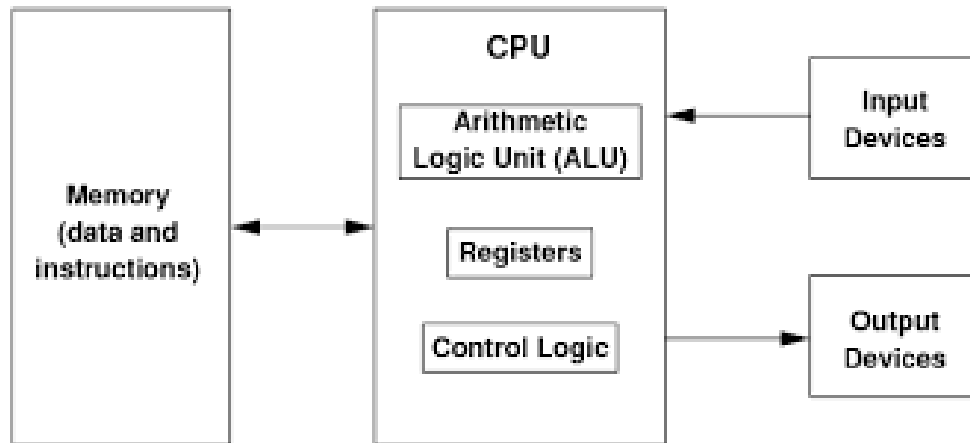 Memory
(data and
instructions)
CPU
Arithmetic
Logic Unit (ALU)
Registers
Control Logic
Input
Devices
Output
Devices